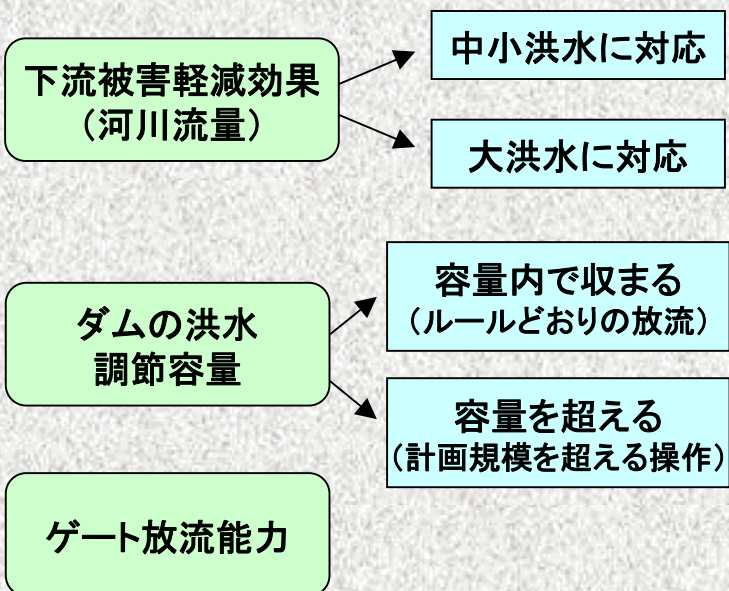 下流被害軽減効果
（河川流量）
中小洪水に対応
大洪水に対応
ダムの洪水
調節容量
容量内で収まる
（ルールどおりの放流）
容量を超える
（計画規模を超える操作）
ゲート放流能力